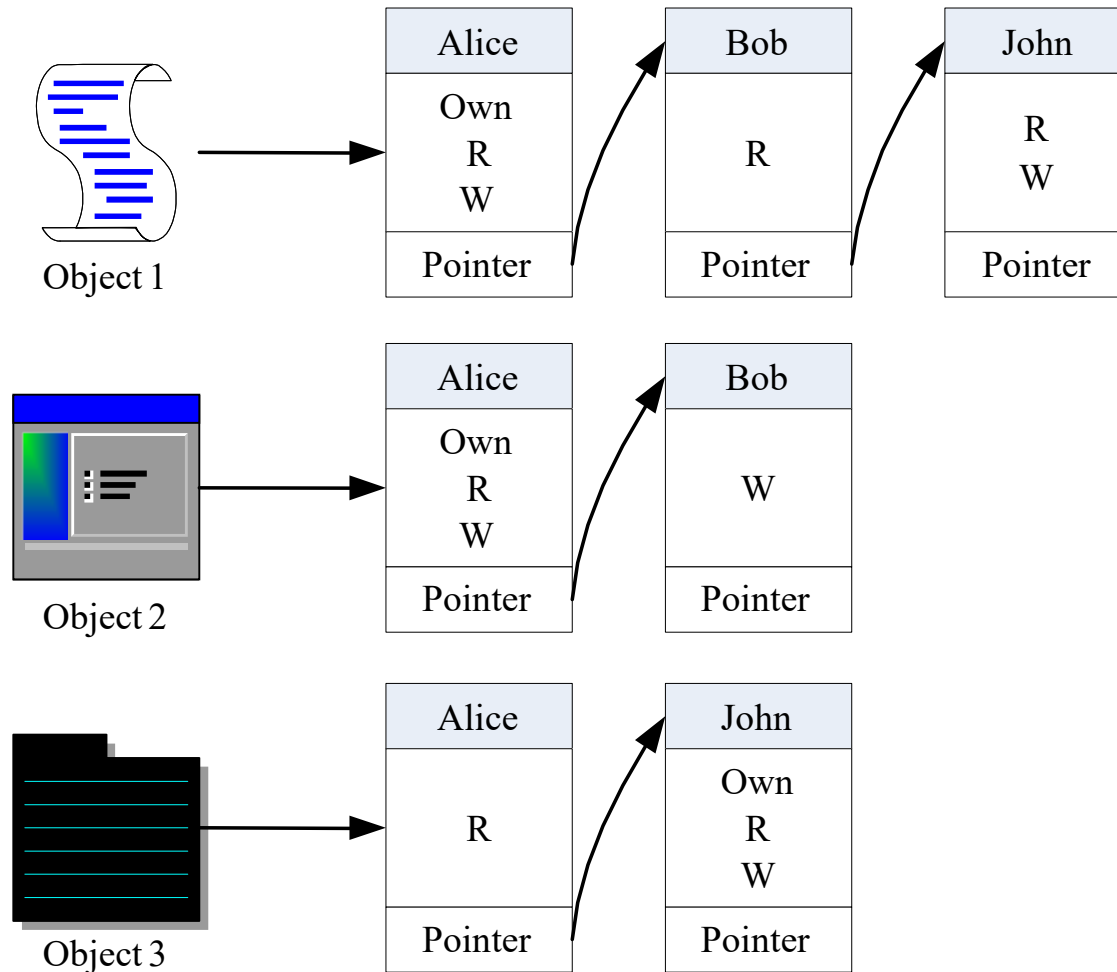 Alice
Bob
John
Own
R
W
R
R
W
Pointer
Pointer
Pointer
Object 1
Alice
Bob
Own
R
W
W
Pointer
Pointer
Object 2
Alice
John
R
Own
R
W
Pointer
Pointer
Object 3